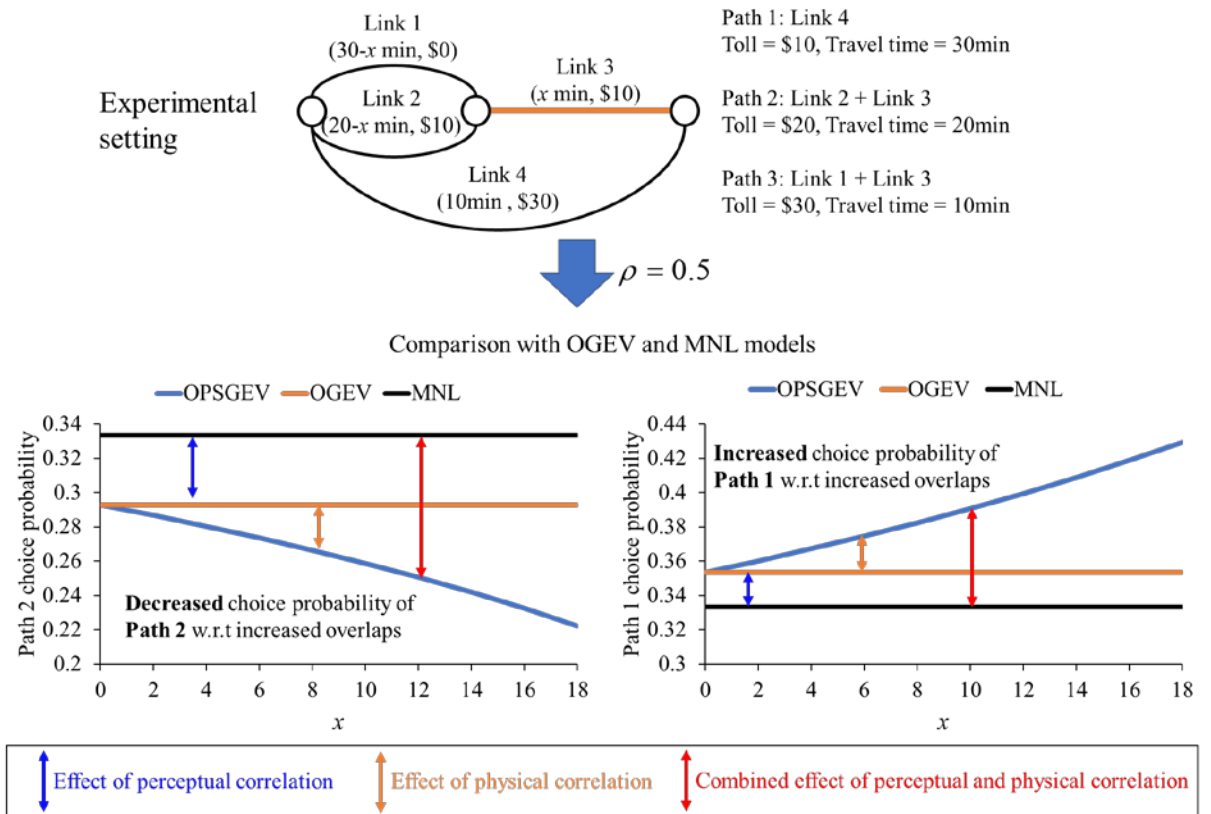 Experimental
setting
Link 1
(30-x min, $0)
Link 2
(20-x min, $10)
Link 3
(x min, $10)
Link 4
(10min , $30)
Path 1: Link 4
Toll = $10, Travel time = 30min
Path 2: Link 2 + Link 3
Toll = $20, Travel time = 20min
Path 3: Link 1 + Link 3
Toll = $30, Travel time = 10min
ρ = 0.5
Comparison with OGEV and MNL models
OPSGEV OGEV MNL
Path 2 choice probability
0.34
0.32
0.3
0.28
0.26
0.24
0.22
0.2
Decreased choice probability of
Path 2 w.r.t increased overlaps
0 2 4 6 8 10 12 14 16 18
x
OPSGEV OGEV MNL
Path 1 choice probability
0.44
0.42
0.4
0.38
0.36
0.34
0.32
0.3
Increased choice probability of
Path 1 w.r.t increased overlaps
0 2 4 6 8 10 12 14 16 18
x
Effect of perceptual correlation
Effect of physical correlation
Combined effect of perceptual and physical correlation